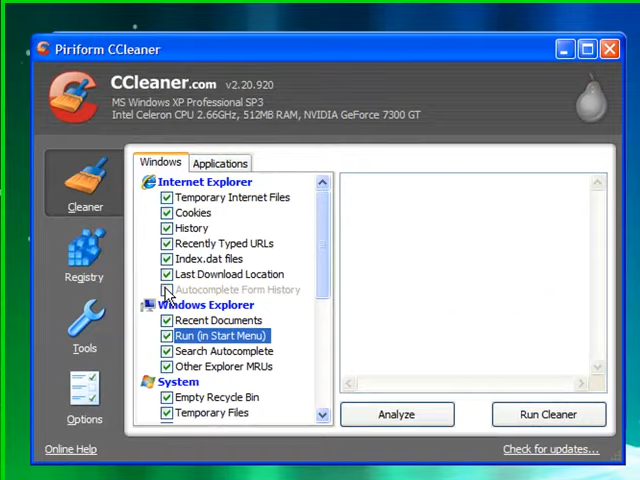 Piriform CCleaner
CCleaner.com v2.20.920
MS Windows XP Professional SP3
Intel Celeron CPU 2.66GHz, 512MB RAM, NVIDIA GeForce 7300 GT
Cleaner
Registry
Tools
Options
Windows
Applications
Internet Explorer
Temporary Internet Files
Cookies
History
Recently Typed URLs
Index.dat files
Last Download Location
Autocomplete Form History
Windows Explorer
Recent Documents
Run (in Start Menu)
Search Autocomplete
Other Explorer MRUs
System
Empty Recycle Bin
Temporary Files
Analyze
Run Cleaner
Online Help
Check for updates...